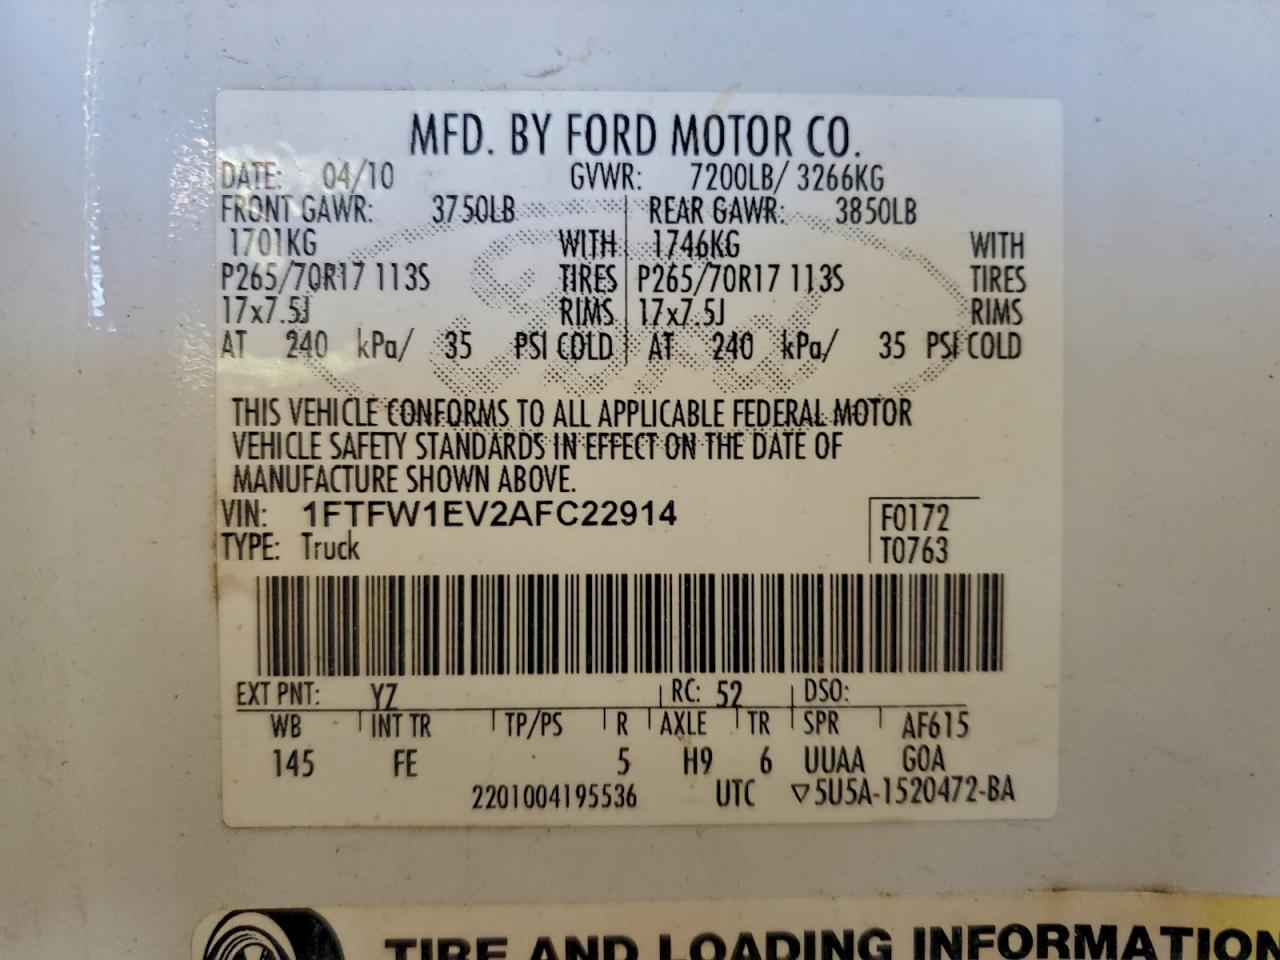 MFD. BY FORD MOTOR CO.
DATE: 04/10 GVWR: 7200LB/ 3266KG
FRONT GAWR: 3750LB REAR GAWR: 3850LB
1701KG WITH 1746KG WITH
P265/70R17 113S TIRES P265/70R17 113S TIRES
17x7.5J RIMS 17x7.5J RIMS
AT 240 kPa/ 35 PSI COLD AT 240 kPa/ 35 PSI COLD
THIS VEHICLE CONFORMS TO ALL APPLICABLE FEDERAL MOTOR
VEHICLE SAFETY STANDARDS IN EFFECT ON THE DATE OF
MANUFACTURE SHOWN ABOVE.
VIN: 1FTFW1EV2AFC22914 F0172
TYPE: Truck T0763
EXT PNT: YZ RC: 52 DSO:
WB INT TR TP/PS R AXLE TR SPR AF615
145 FE 5 H9 6 UUAA GOA
2201004195536 UTC ▽5U5A-1520472-BA
TIRE AND LOADING INFORMATION